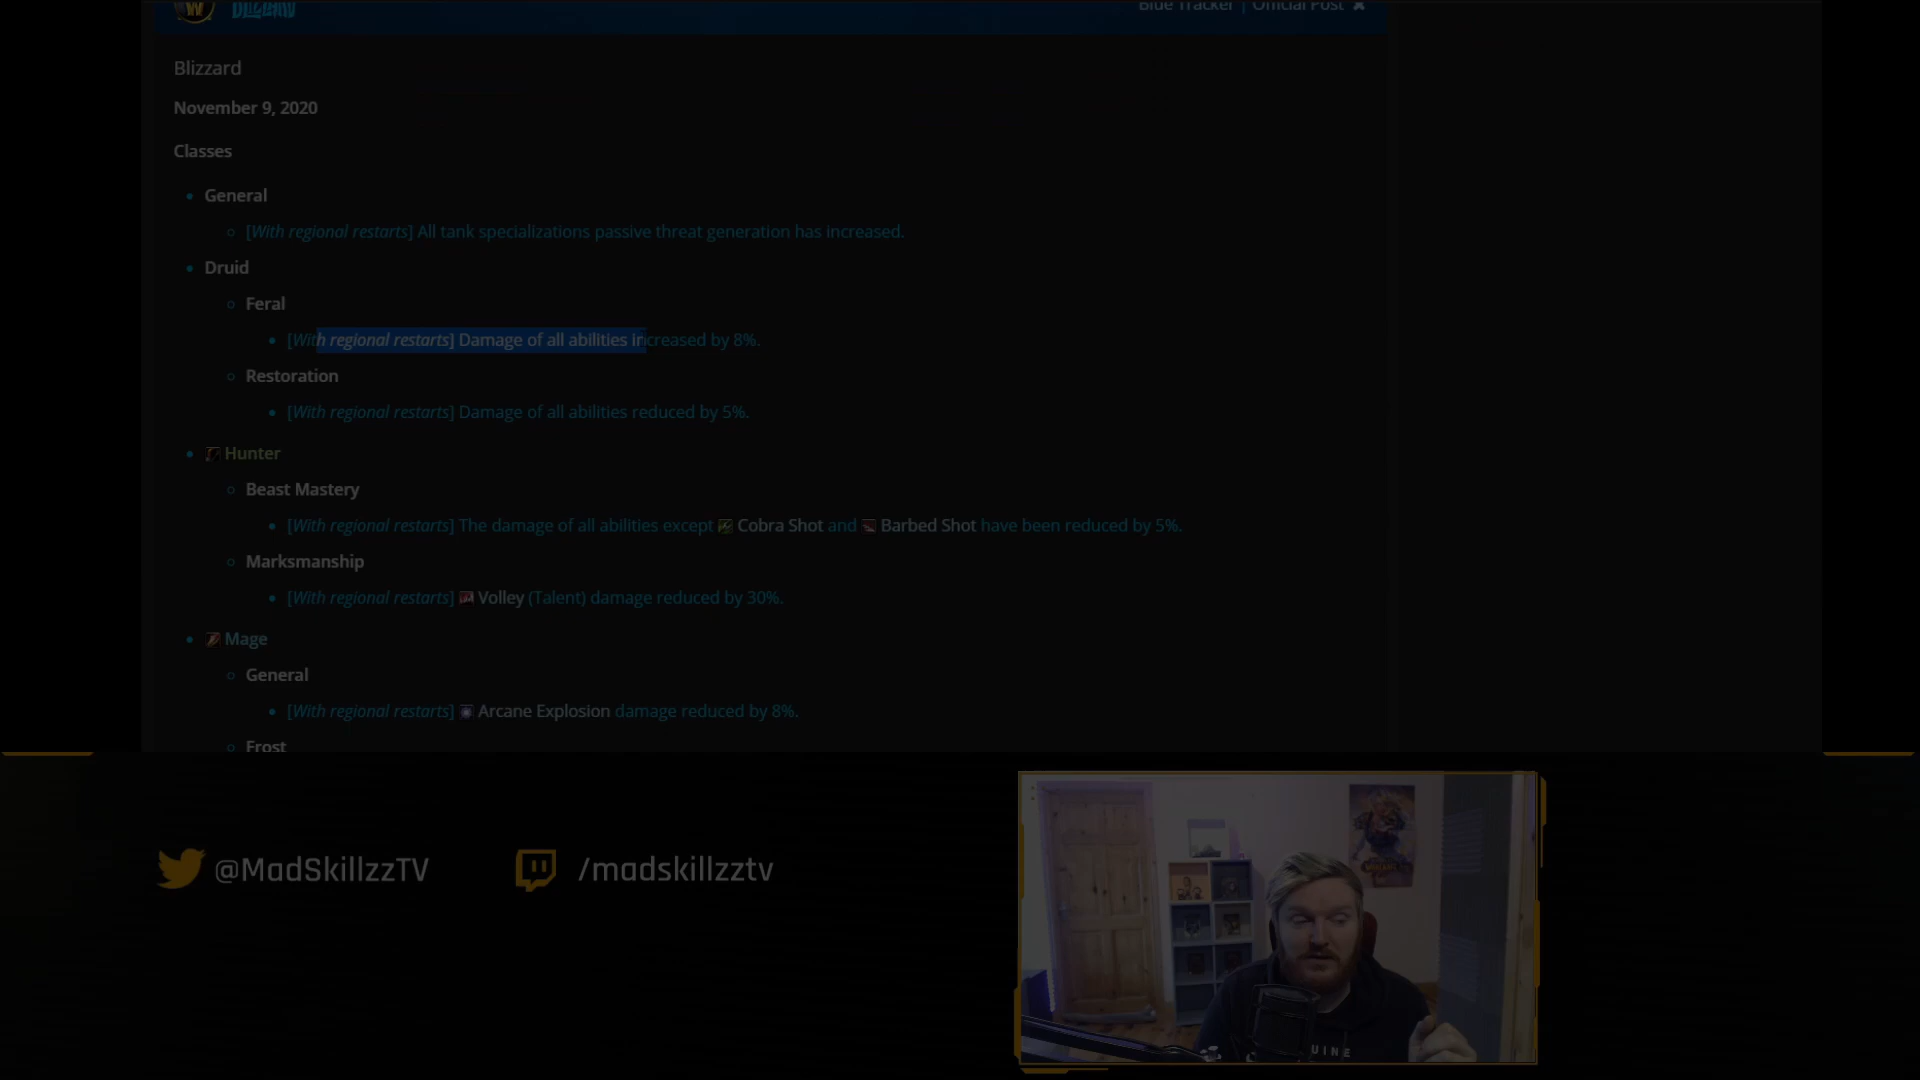 BLIZZARD
Blue Tracker | Official Post
Blizzard
November 9, 2020
Classes
General
[With regional restarts] All tank specializations passive threat generation has increased.
Druid
Feral
[With regional restarts] Damage of all abilities increased by 8%.
Restoration
[With regional restarts] Damage of all abilities reduced by 5%.
Hunter
Beast Mastery
[With regional restarts] The damage of all abilities except Cobra Shot and Barbed Shot have been reduced by 5%.
Marksmanship
[With regional restarts] Volley (Talent) damage reduced by 30%.
Mage
General
[With regional restarts] Arcane Explosion damage reduced by 8%.
Frost
@MadSkillzzTV
/madskillzztv
UINE